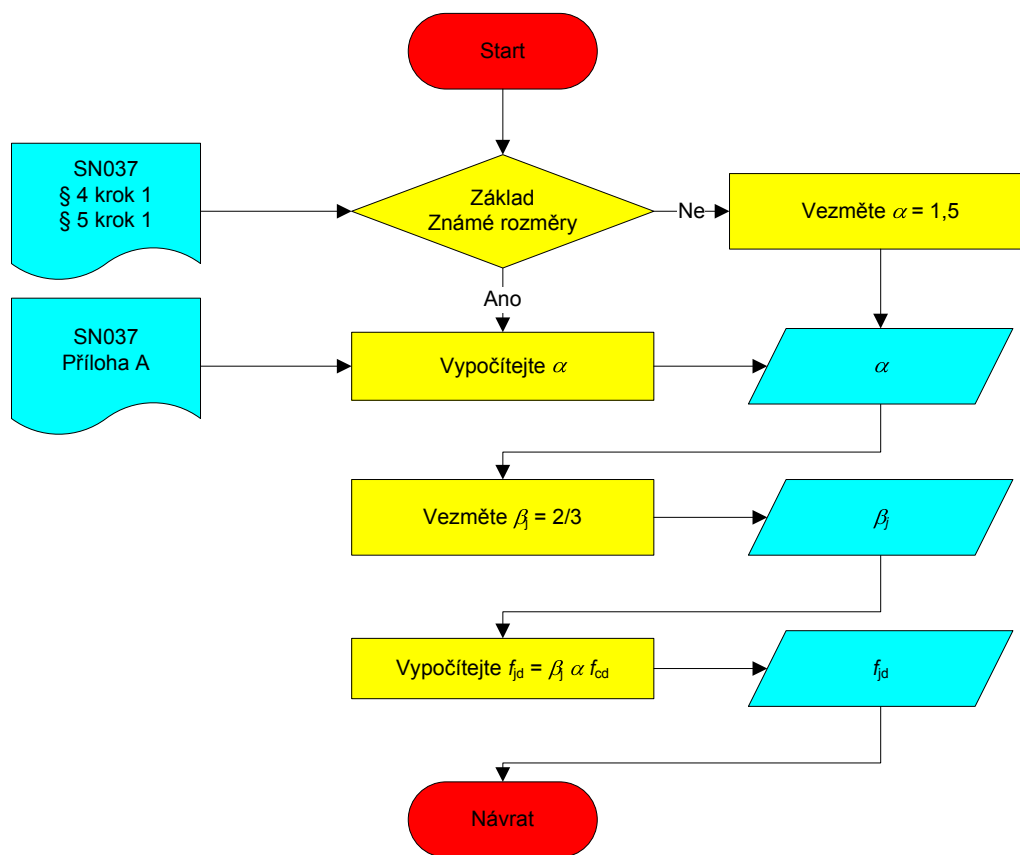 Start
SN037
§ 4 krok 1
§ 5 krok 1
Základ
Známé rozměry
Ne
Vezměte α = 1,5
Ano
SN037
Příloha A
Vypočítejte α
α
Vezměte βj = 2/3
βj
Vypočítejte fjd = βj α fcd
fjd
Návrat